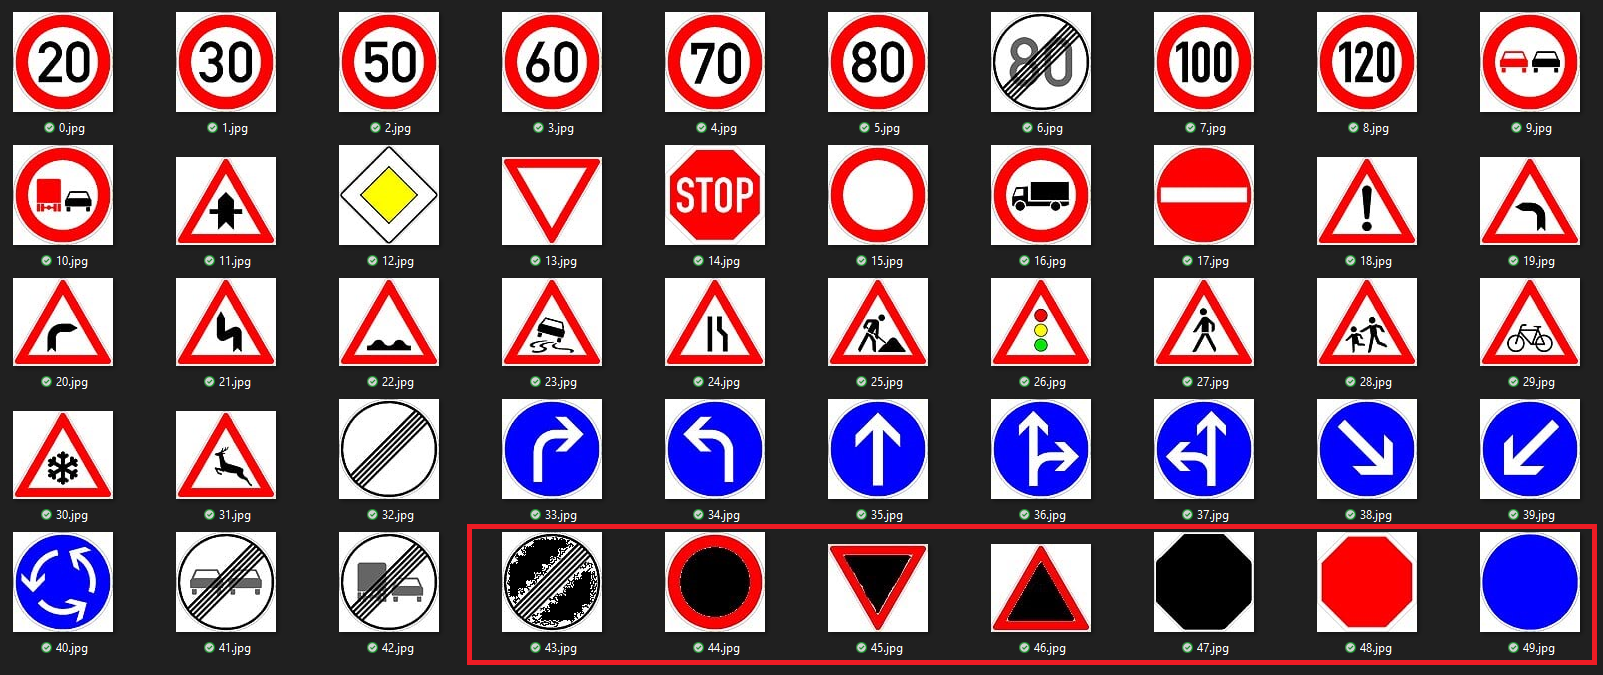 20 30 50 60 70 80 80 100 120
0.jpg 1.jpg 2.jpg 3.jpg 4.jpg 5.jpg 6.jpg 7.jpg 8.jpg 9.jpg
STOP
10.jpg 11.jpg 12.jpg 13.jpg 14.jpg 15.jpg 16.jpg 17.jpg 18.jpg 19.jpg
20.jpg 21.jpg 22.jpg 23.jpg 24.jpg 25.jpg 26.jpg 27.jpg 28.jpg 29.jpg
30.jpg 31.jpg 32.jpg 33.jpg 34.jpg 35.jpg 36.jpg 37.jpg 38.jpg 39.jpg
40.jpg 41.jpg 42.jpg 43.jpg 44.jpg 45.jpg 46.jpg 47.jpg 48.jpg 49.jpg